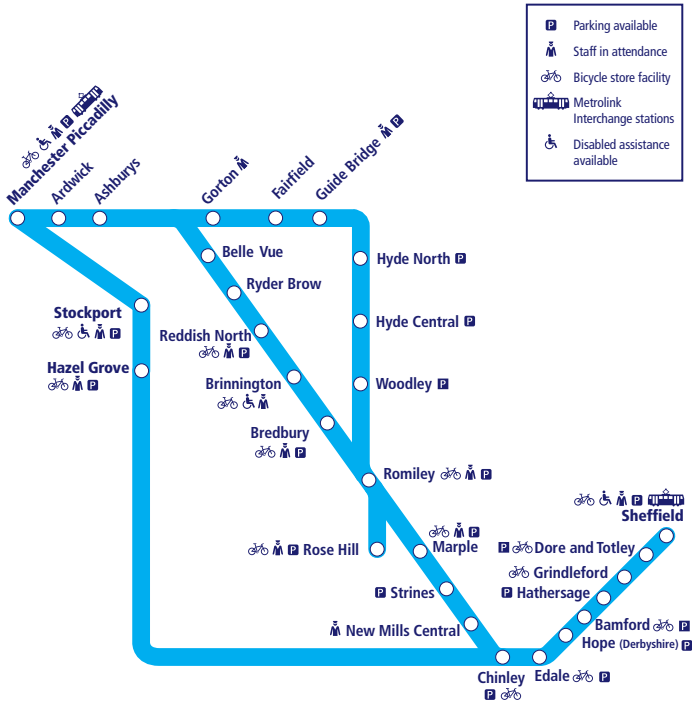 P Parking available
Staff in attendance
Bicycle store facility
Metrolink
Interchange stations
Disabled assistance
available
P
Manchester Piccadilly
Ardwick
Ashburys
Gorton
Fairfield
Guide Bridge P
Belle Vue
Hyde North P
Ryder Brow
Stockport
P
Hyde Central P
Reddish North
P
Hazel Grove
P
Brinnington
Woodley P
Bredbury
P
Romiley P
P
Sheffield
P
Marple
P Rose Hill
P Dore and Totley
Grindleford
P Strines
P Hathersage
Bamford P
New Mills Central
Hope (Derbyshire) P
Chinley
P
Edale P